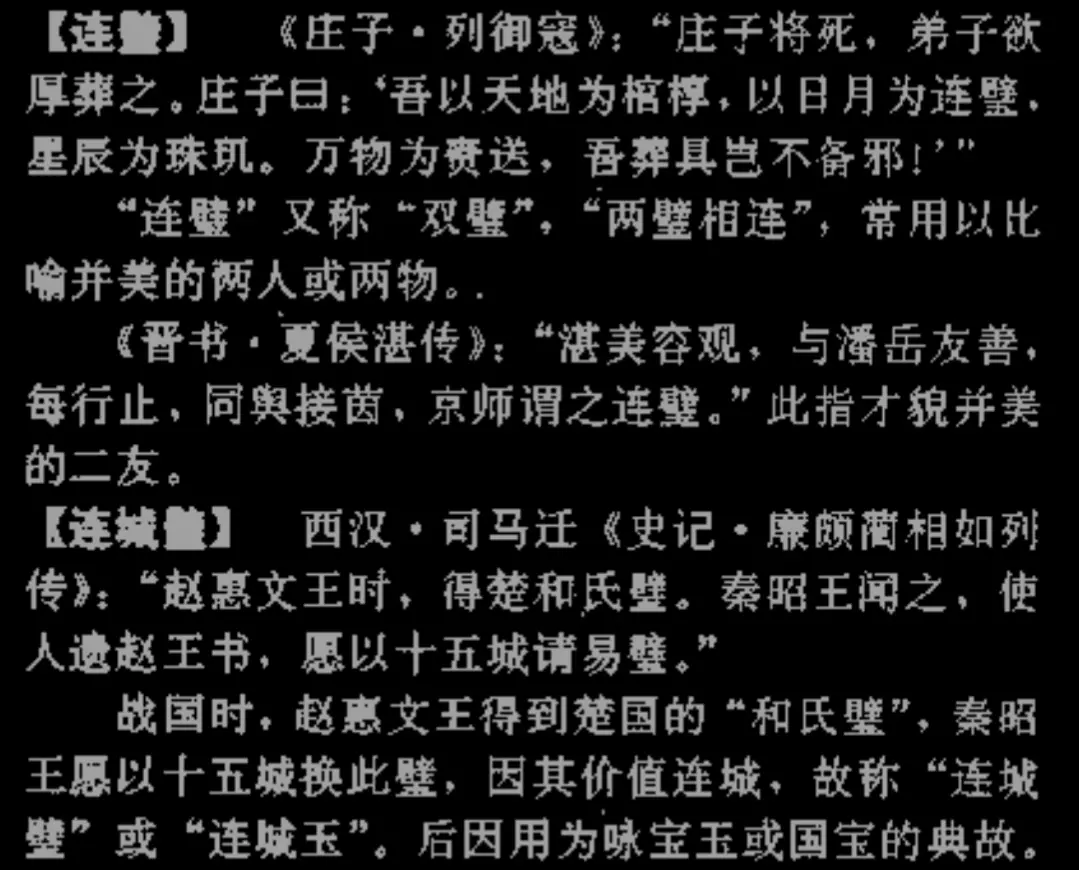 【连璧】 《庄子·列御寇》：“庄子将死，弟子欲
厚葬之。庄子曰：‘吾以天地为棺椁，以日月为连璧，
星辰为珠玑。万物为赍送，吾葬具岂不备邪！’”
“连璧”又称“双璧”。“两璧相连”，常用以比
喻并美的两人或两物。
《晋书·夏侯湛传》：“湛美容观，与潘岳友善，
每行止，同舆接茵，京师谓之连璧。”此指才貌并美
的二友。
【连城璧】 西汉·司马迁《史记·廉颇蔺相如列
传》：“赵惠文王时，得楚和氏璧。秦昭王闻之，使
人遗赵王书，愿以十五城请易璧。”
战国时，赵惠文王得到楚国的“和氏璧”，秦昭
王愿以十五城换此璧，因其价值连城，故称“连城
璧”或“连城玉”。后因用为咏宝玉或国宝的典故。